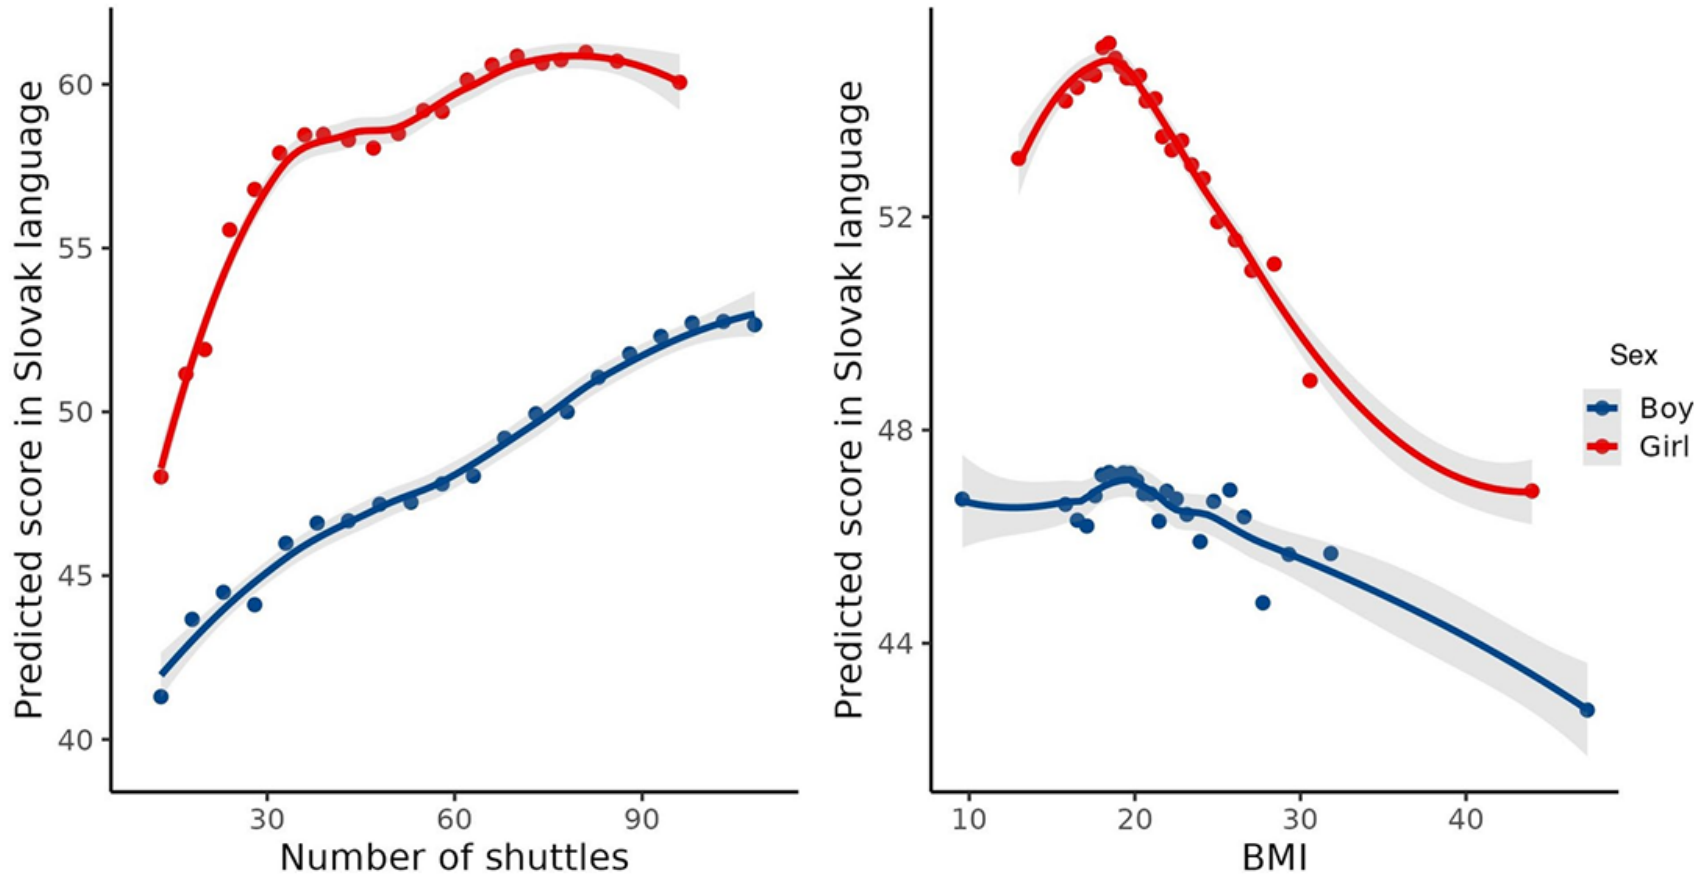 Predicted score in Slovak language
60
55
50
45
40
30
60
90
Number of shuttles
Predicted score in Slovak language
52
48
44
10
20
30
40
BMI
Sex
Boy
Girl